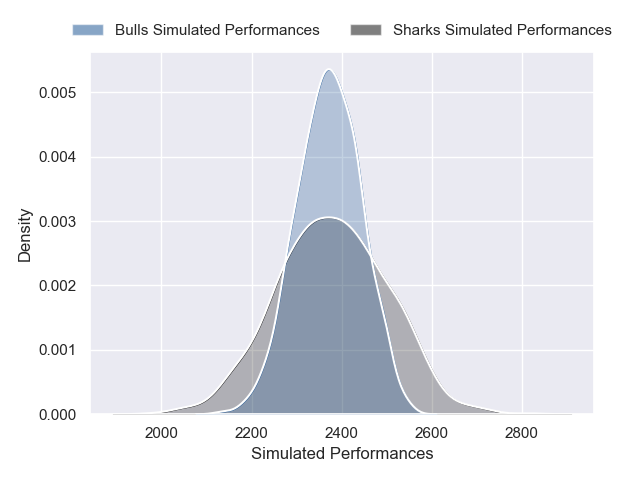 Bulls Simulated Performances
Sharks Simulated Performances
0.005
0.004
0.003
0.002
0.001
0.000
Density
2000 2200 2400 2600 2800
Simulated Performances